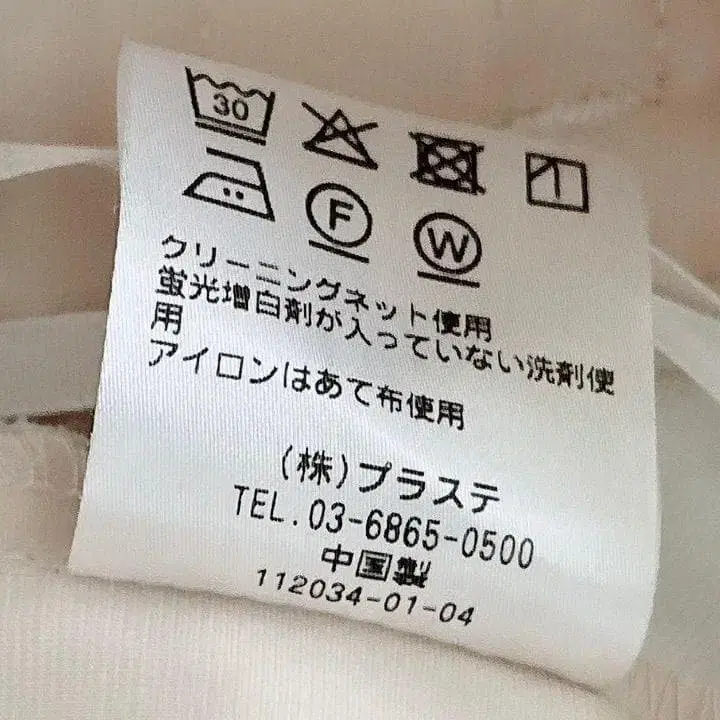 30
F W
クリーニングネット使用
蛍光増白剤が入っていない洗剤使
用
アイロンはあて布使用
(株)プラステ
TEL.03-6865-0500
中国製
112034-01-04